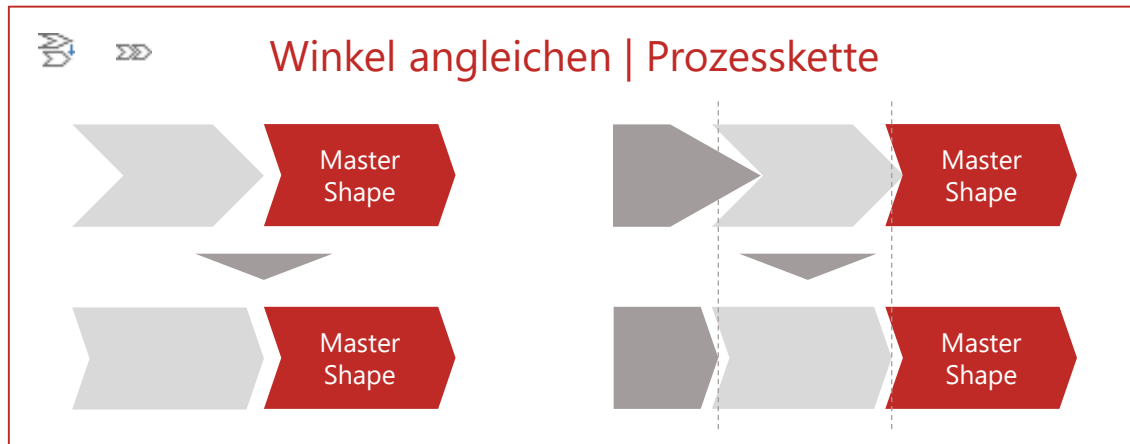 Winkel angleichen | Prozesskette
Master
Shape
Master
Shape
Master
Shape
Master
Shape